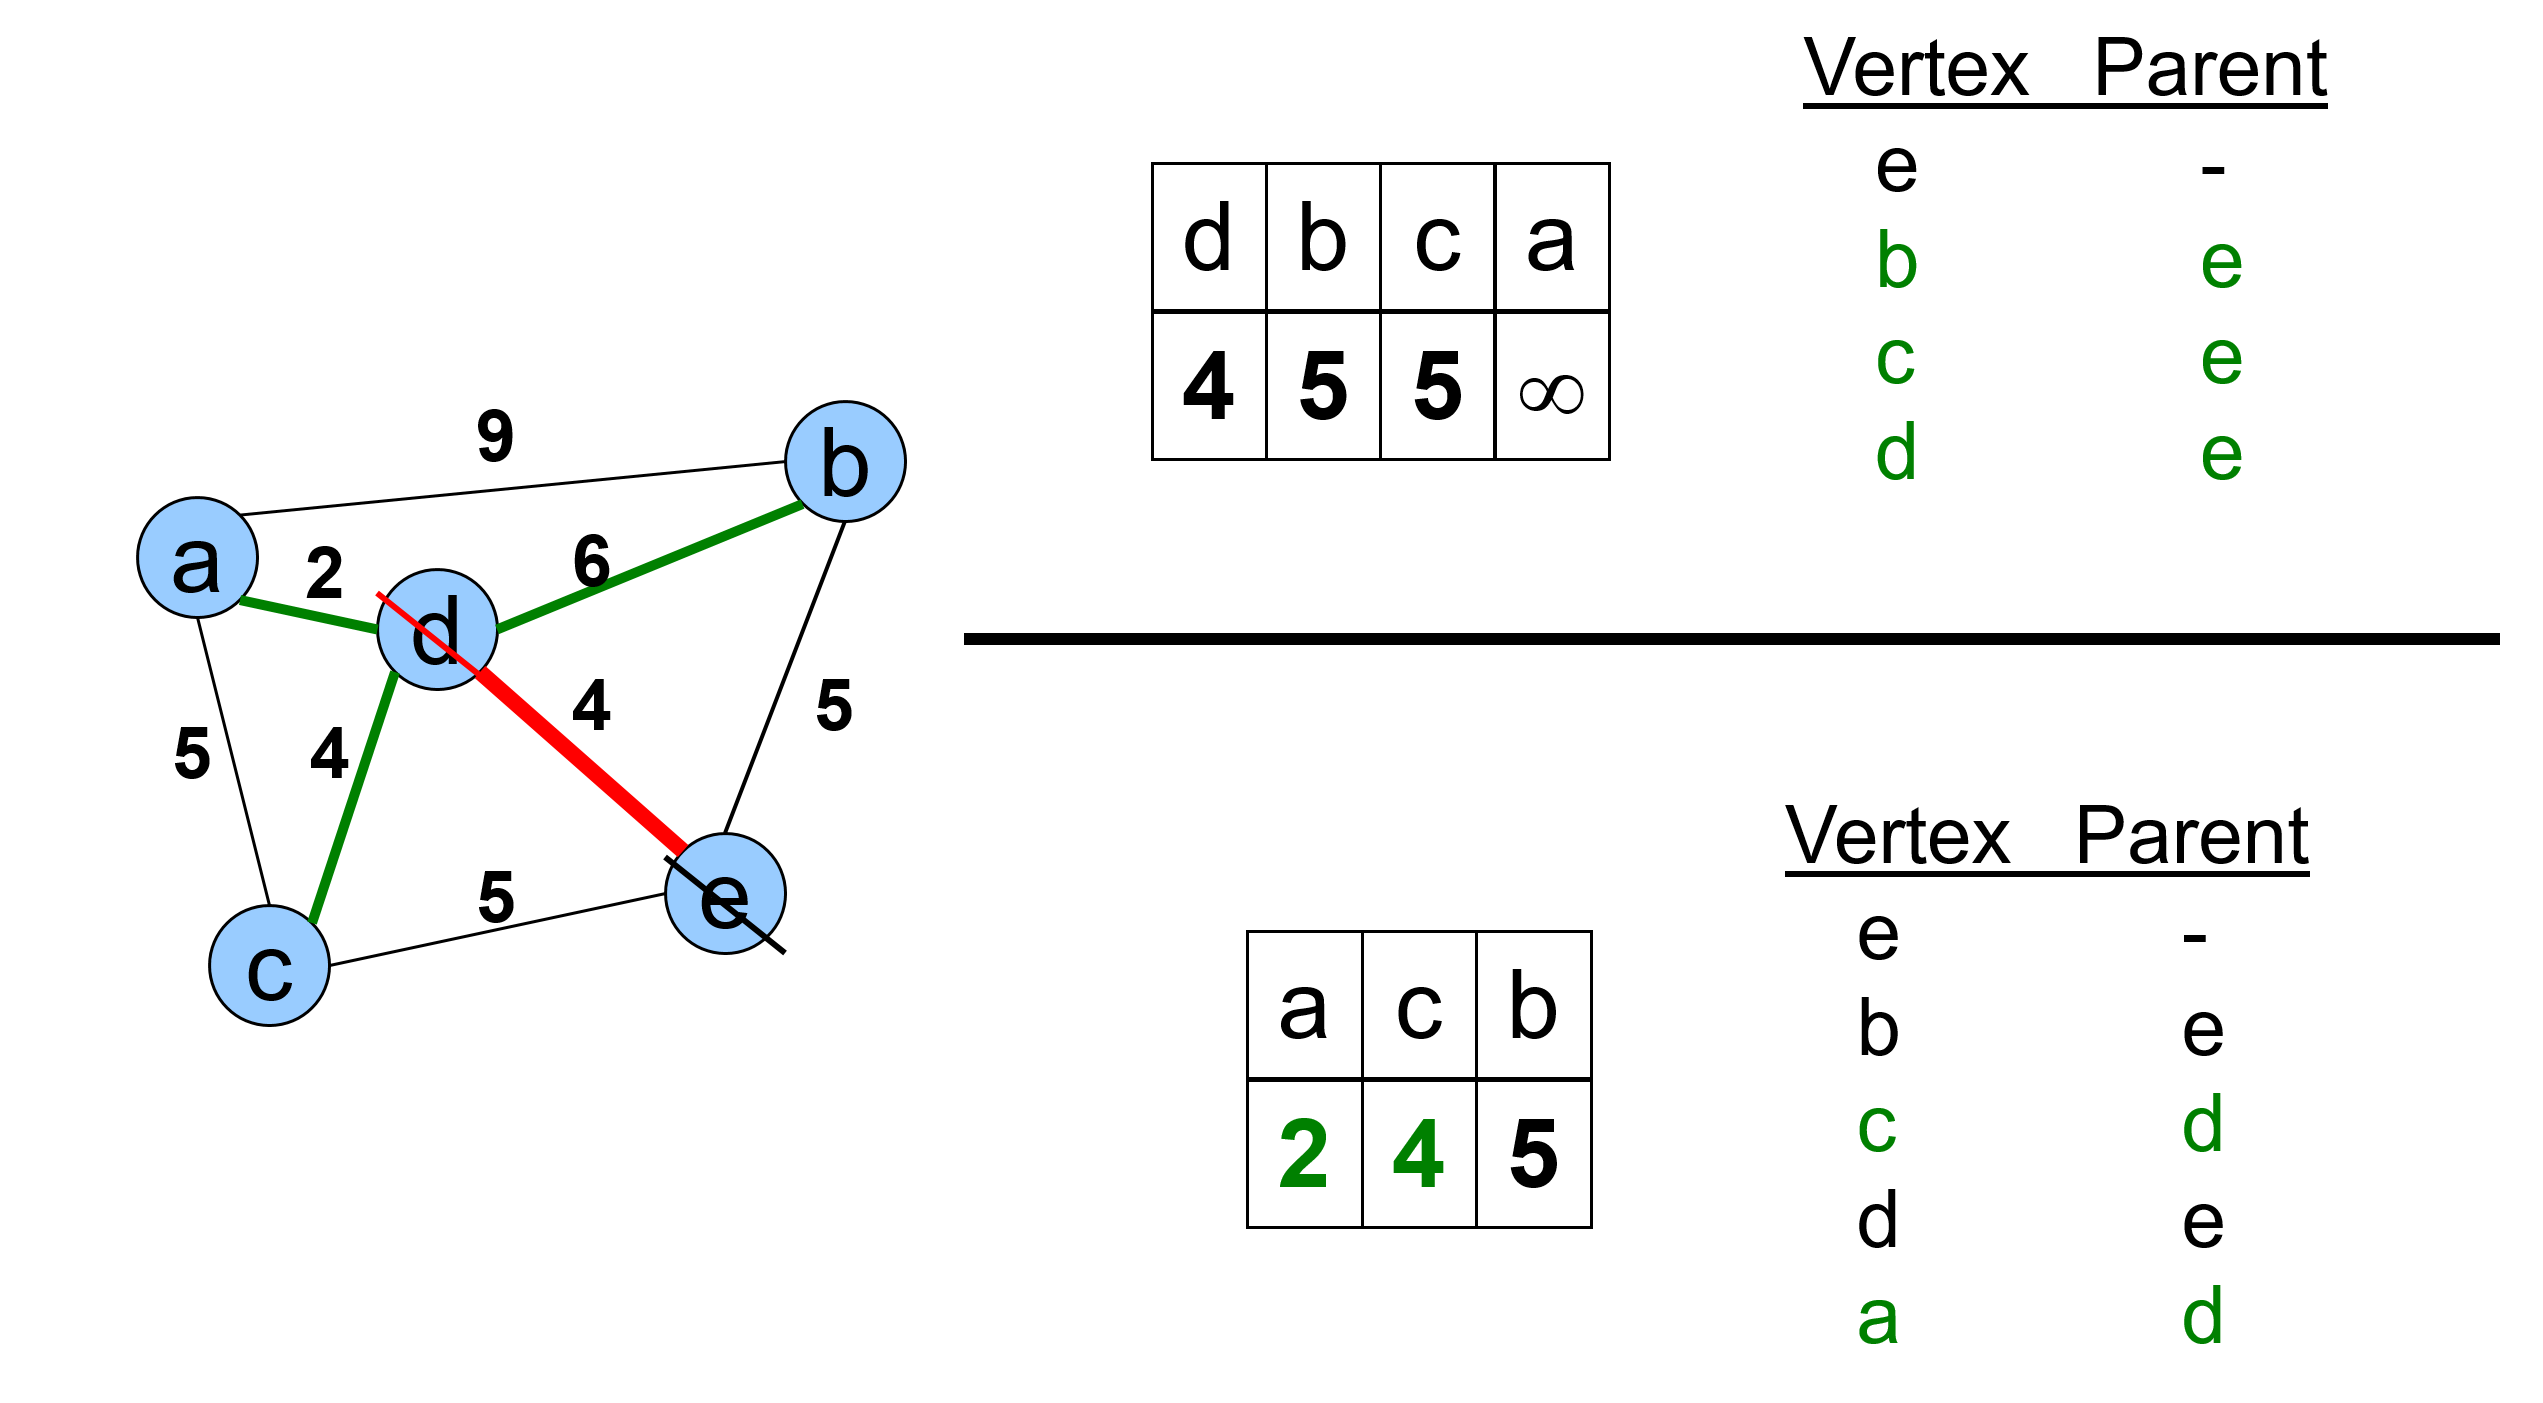 Vertex Parent
e -
b e
c e
d e
d b c a
4 5 5 ∞
9
b
a
2
6
d
5
4
4
5
5
c
e
Vertex Parent
e -
b e
c d
d e
a d
a c b
2 4 5